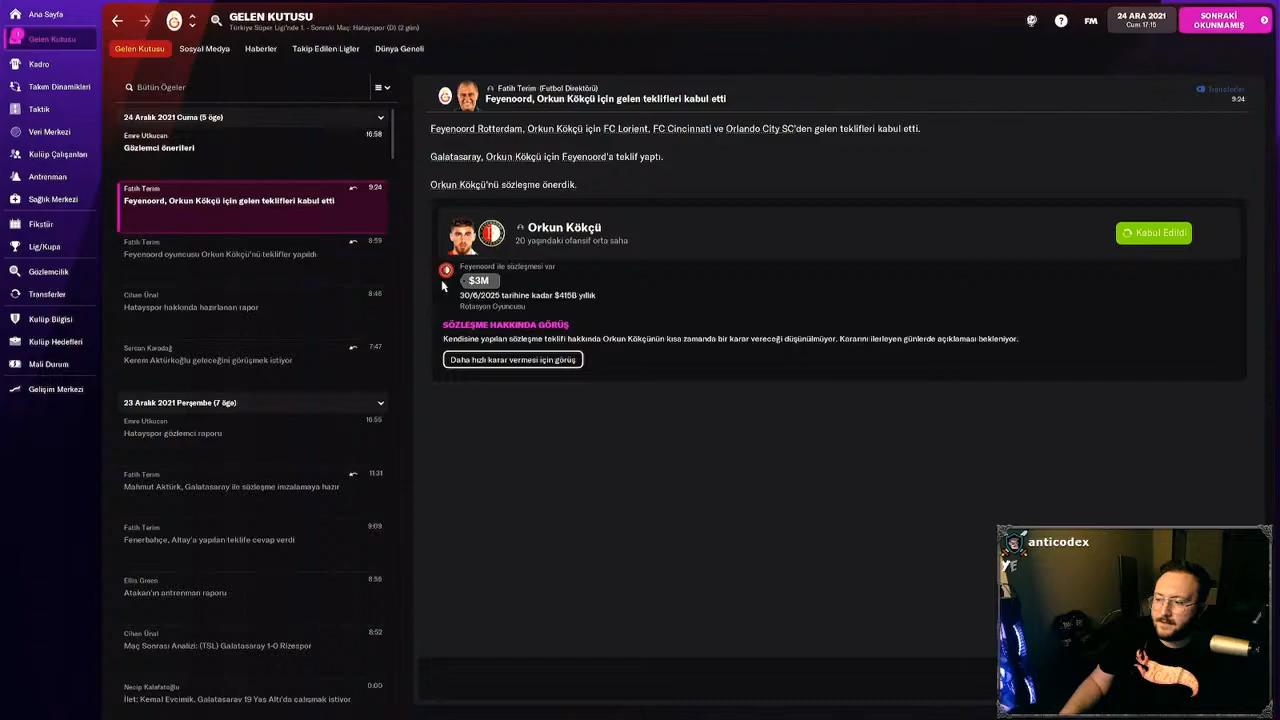 GELEN KUTUSU
Türkiye Süper Ligi'nde 1. - Sonraki Maç: Hatayspor (D) (2 gün)
FM
24 ARA 2021
Cum 17:15
SONRAKİ
OKUNMAMIŞ
Ana Sayfa
Gelen Kutusu
Kadro
Takım Dinamikleri
Taktik
Veri Merkezi
Kulüp Çalışanları
Antrenman
Sağlık Merkezi
Fikstür
Lig/Kupa
Gözlemcilik
Transferler
Kulüp Bilgisi
Kulüp Hedefleri
Mali Durum
Gelişim Merkezi
Gelen Kutusu
Sosyal Medya
Haberler
Takip Edilen Ligler
Dünya Geneli
Bütün Ögeler
24 Aralık 2021 Cuma (5 öge)
Emre Utkucan 16:58
Gözlemci önerileri
Fatih Terim 9:24
Feyenoord, Orkun Kökçü için gelen teklifleri kabul etti
Fatih Terim 8:59
Feyenoord oyuncusu Orkun Kökçü'nü teklifler yapıldı
Cihan Ünal 8:46
Hatayspor hakkında hazırlanan rapor
Sercan Karadağ 7:47
Kerem Aktürkoğlu geleceğini görüşmek istiyor
23 Aralık 2021 Perşembe (7 öge)
Emre Utkucan 16:55
Hatayspor gözlemci raporu
Fatih Terim 11:31
Mahmut Aktürk, Galatasaray ile sözleşme imzalamaya hazır
Fatih Terim 9:09
Fenerbahçe, Altay'a yapılan teklife cevap verdi
Ellis Green 8:56
Atakan'ın antrenman raporu
Cihan Ünal 8:52
Maç Sonrası Analizi: (TSL) Galatasaray 1-0 Rizespor
Necip Kalafatoğlu 0:00
İlet: Kemal Evcimik, Galatasaray 19 Yaş Altı'da çalışmak istiyor
Fatih Terim (Futbol Direktörü)
Feyenoord, Orkun Kökçü için gelen teklifleri kabul etti
Transferler
9:24
Feyenoord Rotterdam, Orkun Kökçü için FC Lorient, FC Cincinnati ve Orlando City SC'den gelen teklifleri kabul etti.
Galatasaray, Orkun Kökçü için Feyenoord'a teklif yaptı.
Orkun Kökçü'nü sözleşme önerdik.
Orkun Kökçü
20 yaşındaki ofansif orta saha
Kabul Edildi
Feyenoord ile sözleşmesi var
$3M
30/6/2025 tarihine kadar $415B yıllık
Rotasyon Oyuncusu
SÖZLEŞME HAKKINDA GÖRÜŞ
Kendisine yapılan sözleşme teklifi hakkında Orkun Kökçünün kısa zamanda bir karar vereceği düşünülmüyor. Kararını ilerleyen günlerde açıklaması bekleniyor.
Daha hızlı karar vermesi için görüş
anticodex